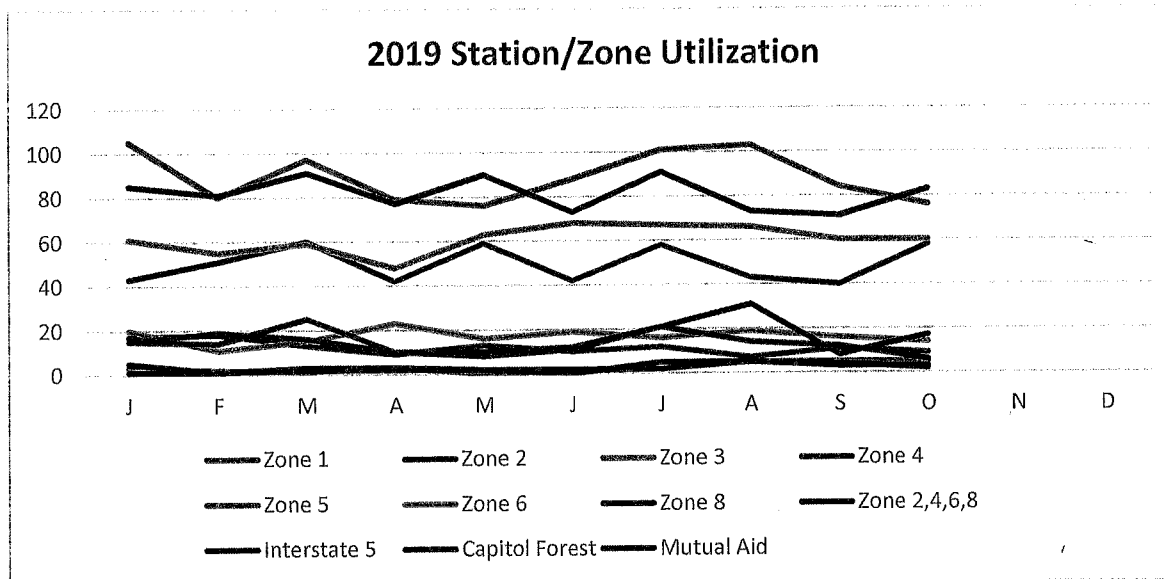 2019 Station/Zone Utilization
120
100
80
60
40
20
0
J F M A M J J A S O N D
Zone 1 Zone 2 Zone 3 Zone 4
Zone 5 Zone 6 Zone 8 Zone 2,4,6,8
Interstate 5 Capitol Forest Mutual Aid